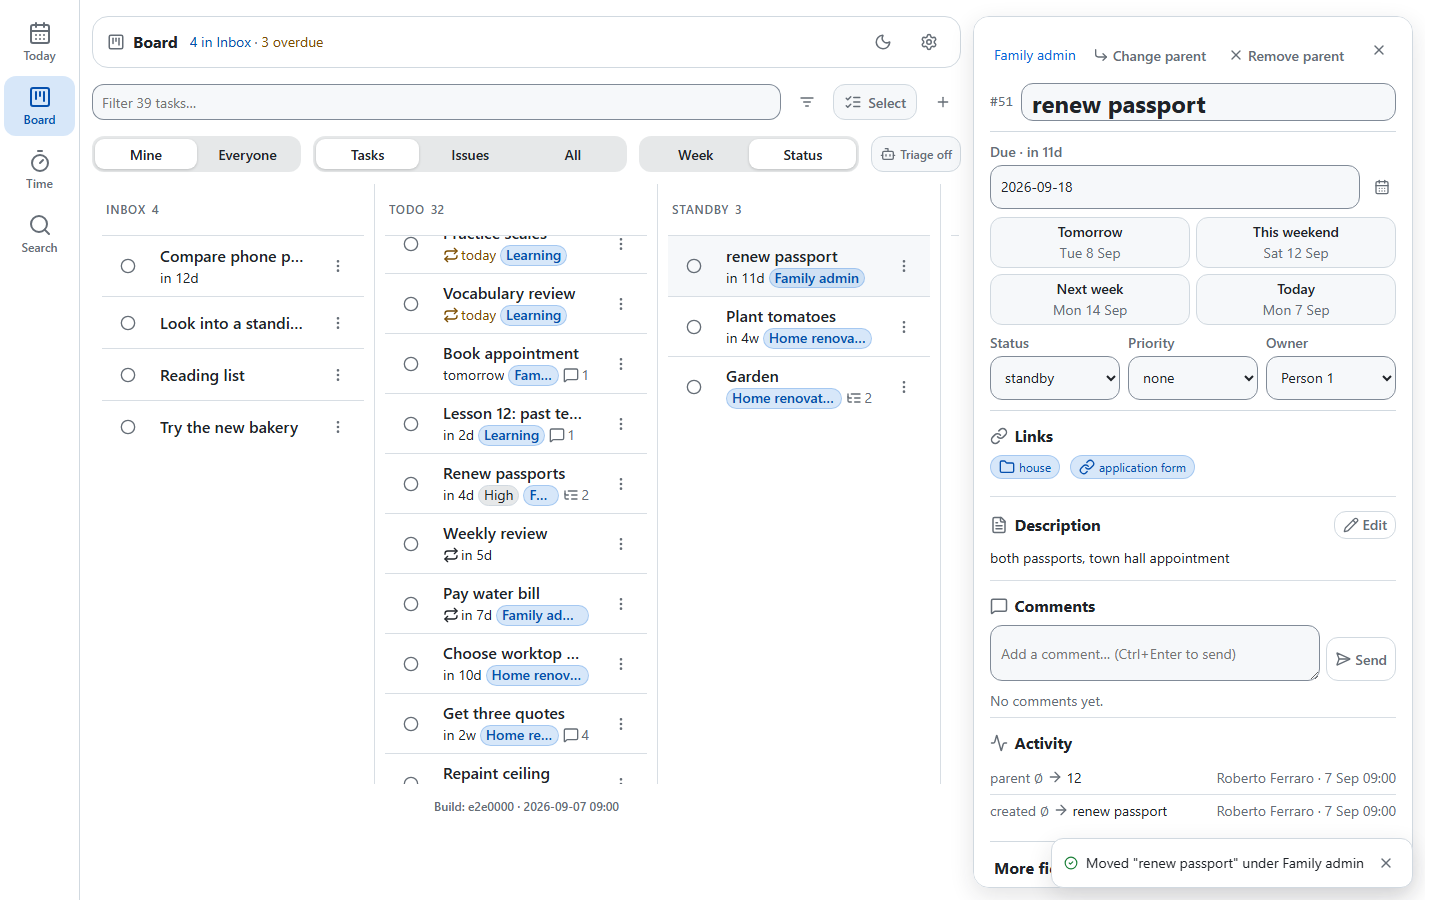 Today
Board
Time
Search
Board
4 in Inbox · 3 overdue
Filter 39 tasks...
Select
Mine
Everyone
Tasks
Issues
All
Week
Status
Triage off
INBOX 4
Compare phone p...
in 12d
Look into a standi...
Reading list
Try the new bakery
TODO 32
Practice scales
today Learning
Vocabulary review
today Learning
Book appointment
tomorrow Fam... 1
Lesson 12: past te...
in 2d Learning 1
Renew passports
in 4d High F... 2
Weekly review
in 5d
Pay water bill
in 7d Family ad...
Choose worktop ...
in 10d Home renov...
Get three quotes
in 2w Home re... 4
Repaint ceiling
STANDBY 3
renew passport
in 11d Family admin
Plant tomatoes
in 4w Home renova...
Garden
Home renovat... 2
Build: e2e0000 · 2026-09-07 09:00
Family admin
Change parent
Remove parent
#51 renew passport
Due · in 11d
2026-09-18
Tomorrow
Tue 8 Sep
This weekend
Sat 12 Sep
Next week
Mon 14 Sep
Today
Mon 7 Sep
Status
Priority
Owner
standby
none
Person 1
Links
house
application form
Description
Edit
both passports, town hall appointment
Comments
Add a comment... (Ctrl+Enter to send)
Send
No comments yet.
Activity
parent ∅ → 12
Roberto Ferraro · 7 Sep 09:00
created ∅ → renew passport
Roberto Ferraro · 7 Sep 09:00
More
Moved "renew passport" under Family admin